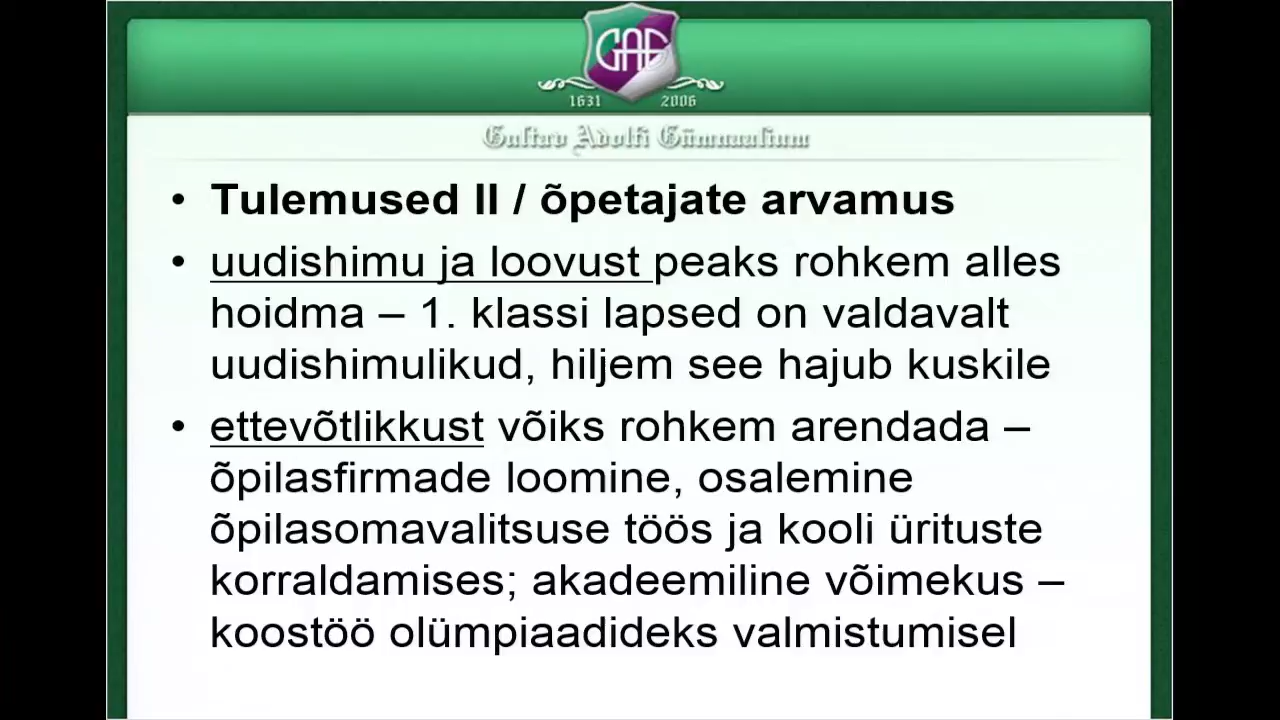 GAG
1631 2006
Gustav Adolfi Gümnaasium
• Tulemused II / õpetajate arvamus
• uudishimu ja loovust peaks rohkem alles
hoidma – 1. klassi lapsed on valdavalt
uudishimulikud, hiljem see hajub kuskile
• ettevõtlikkust võiks rohkem arendada –
õpilasfirmade loomine, osalemine
õpilasomavalitsuse töös ja kooli ürituste
korraldamises; akadeemiline võimekus –
koostöö olümpiaadideks valmistumisel